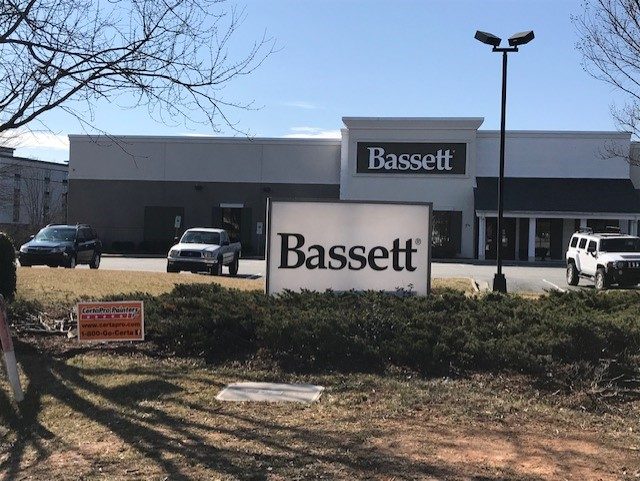 Bassett
Bassett®
CertaPro Painters
www.certapro.com
1-800-Go-Certa